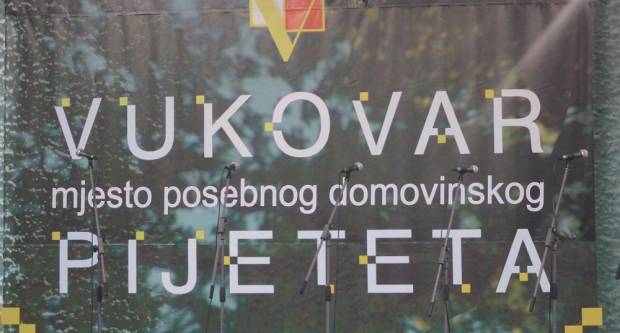 VUKOVAR
mjesto posebnog domovinskog
PIJETETA